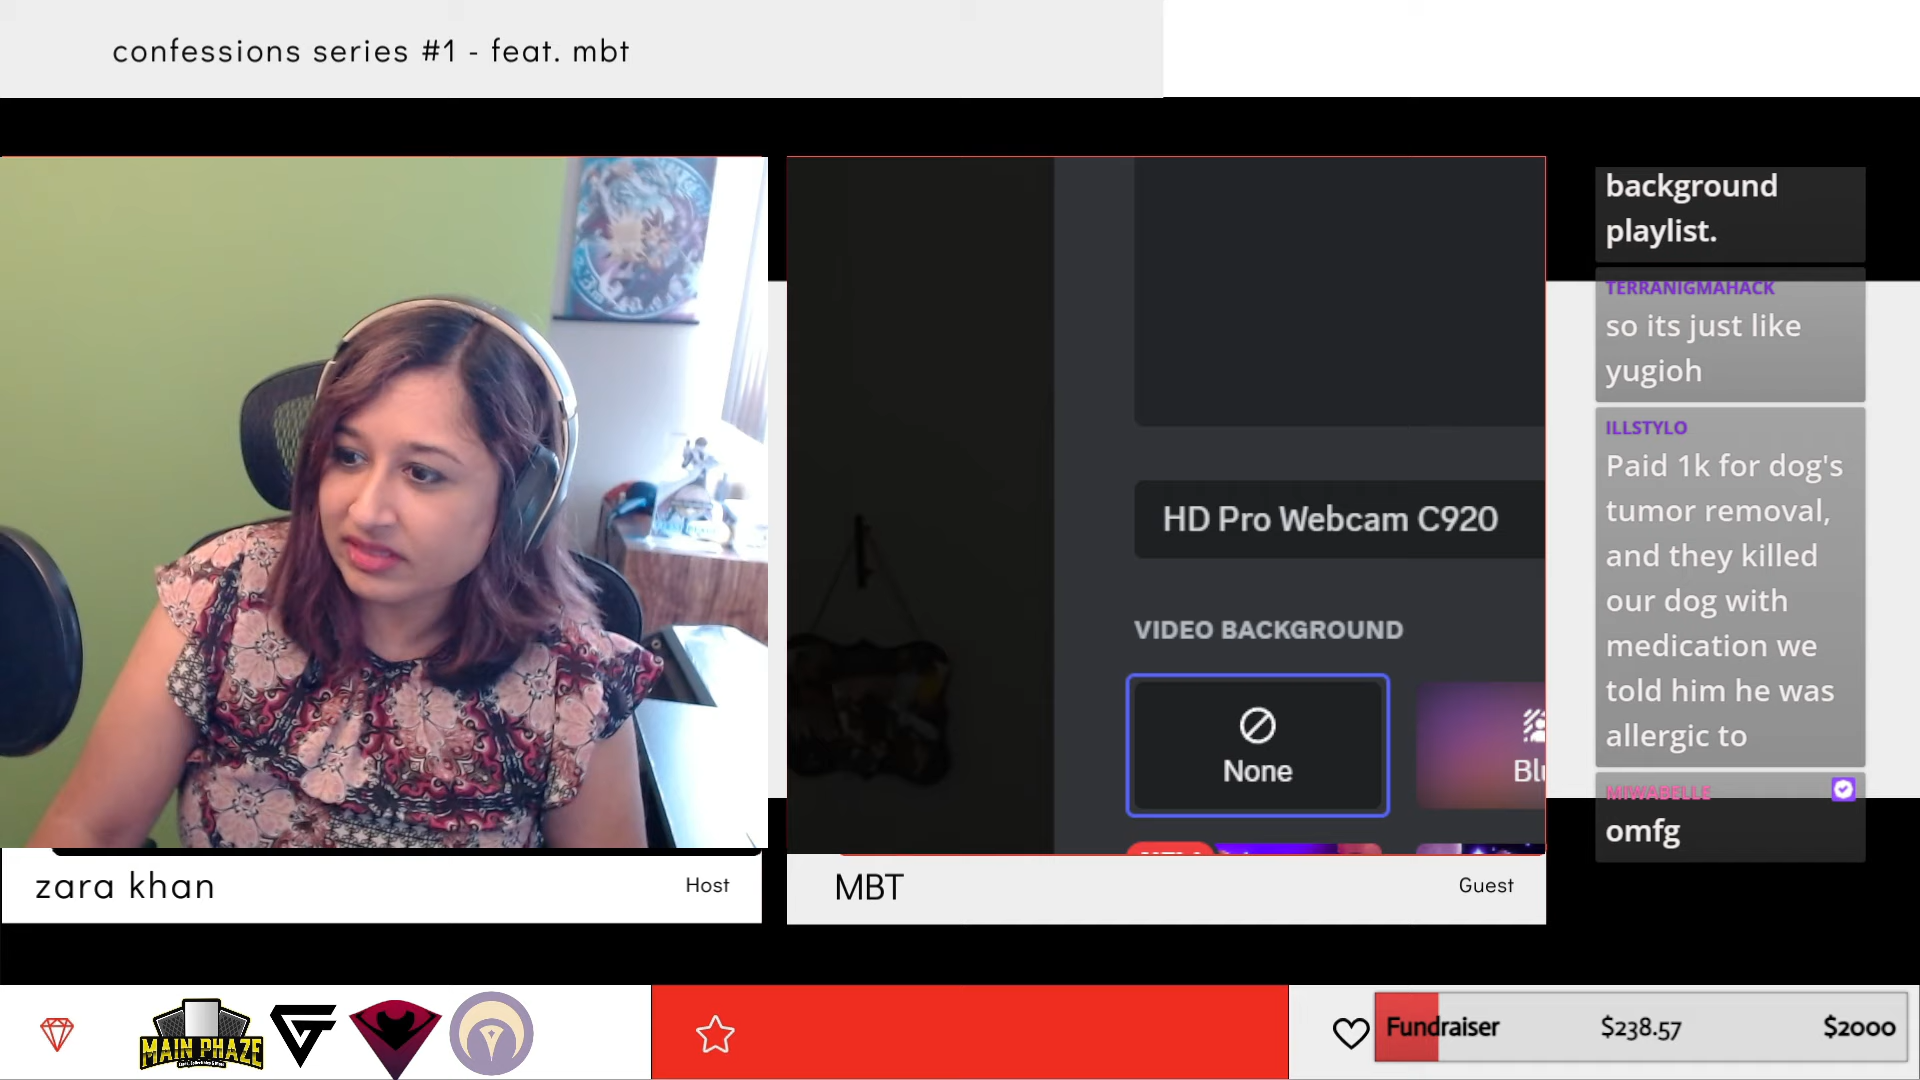 confessions series #1 - feat. mbt
background
playlist.
TERRANIGMAHACK
so its just like
yugioh
ILLSTYLO
Paid 1k for dog's
tumor removal,
and they killed
our dog with
medication we
told him he was
allergic to
MIWABELLE
omfg
HD Pro Webcam C920
VIDEO BACKGROUND
None
Blu
zara khan
Host
MBT
Guest
MAIN PHAZE
Fundraiser
$238.57
$2000